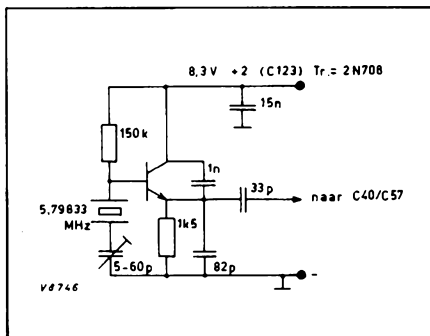 8,3V +2 (C123) Tr.= 2N708
15n
150k
1n
33p
naar C40/C57
5,79833
MHz
1k5
5-60p
82p
-
V8746